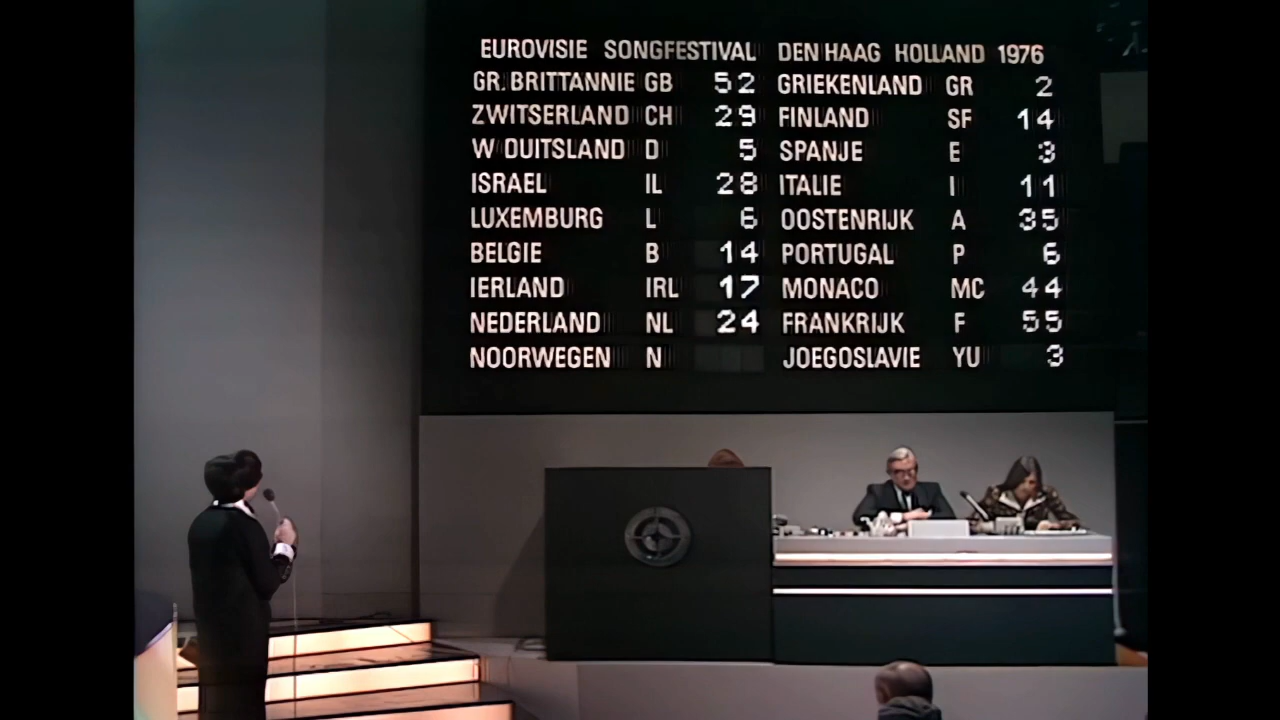 EUROVISIE SONGFESTIVAL DEN HAAG HOLLAND 1976
GR. BRITTANNIE GB 52 GRIEKENLAND GR 2
ZWITSERLAND CH 29 FINLAND SF 14
W DUITSLAND D 5 SPANJE E 3
ISRAEL IL 28 ITALIE I 11
LUXEMBURG L 6 OOSTENRIJK A 35
BELGIE B 14 PORTUGAL P 6
IERLAND IRL 17 MONACO MC 44
NEDERLAND NL 24 FRANKRIJK F 55
NOORWEGEN N JOEGOSLAVIE YU 3